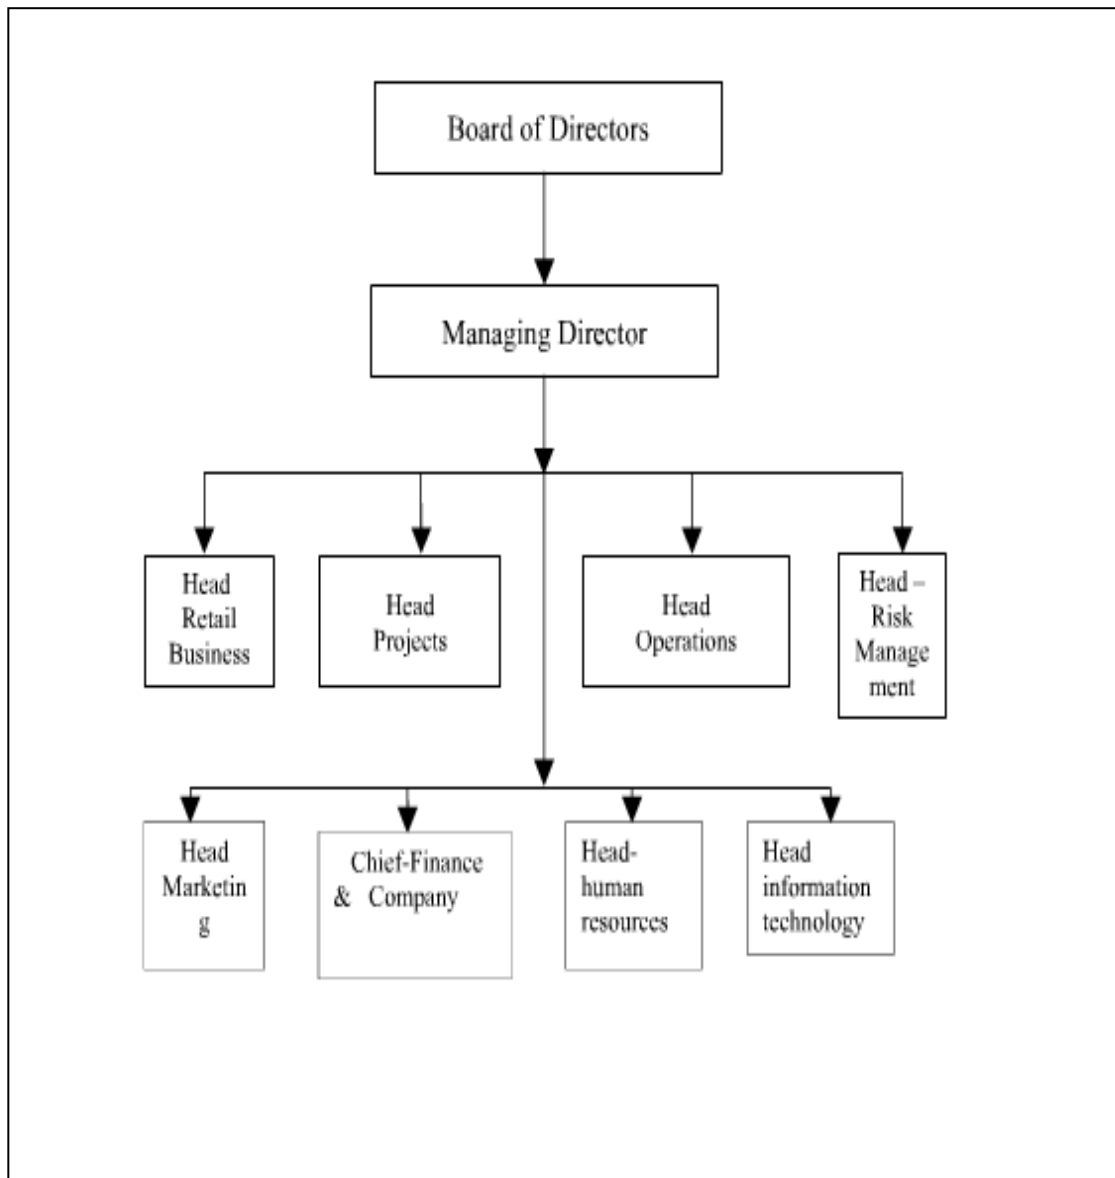 Board of Directors
Managing Director
Head
Retail
Business
Head
Projects
Head
Operations
Head –
Risk
Manage
ment
Head
Marketin
g
Chief-Finance
& Company
Head-
human
resources
Head
information
technology